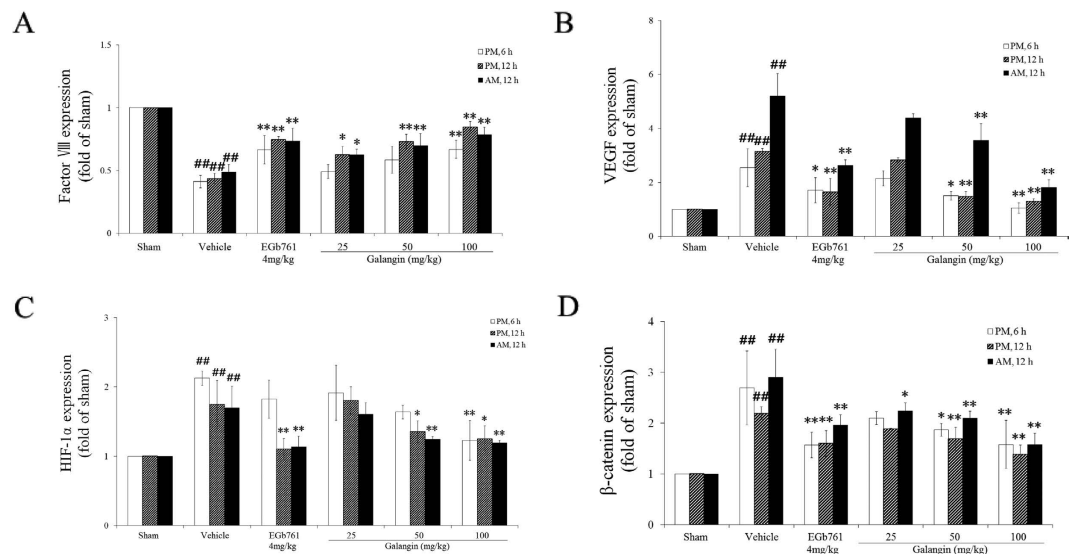 A
Factor Ⅷ expression
(fold of sham)
1.5
1
0.5
0
PM, 6 h
PM, 12 h
AM, 12 h
## ## ##
** ** **
* *
** **
** ** **
Sham Vehicle EGb761 25 50 100
4mg/kg Galangin (mg/kg)
B
VEGF expression
(fold of sham)
8
6
4
2
0
PM, 6 h
PM, 12 h
AM, 12 h
## ## ##
* ** **
* ** **
** ** **
Sham Vehicle EGb761 25 50 100
4mg/kg Galangin (mg/kg)
C
HIF-1α expression
(fold of sham)
3
2
1
0
PM, 6 h
PM, 12 h
AM, 12 h
## ## ##
** **
* **
** * **
Sham Vehicle EGb761 25 50 100
4mg/kg Galangin (mg/kg)
D
β-catenin expression
(fold of sham)
4
3
2
1
0
PM, 6 h
PM, 12 h
AM, 12 h
## ## ##
** ** **
*
* ** **
** ** **
Sham Vehicle EGb761 25 50 100
4mg/kg Galangin (mg/kg)